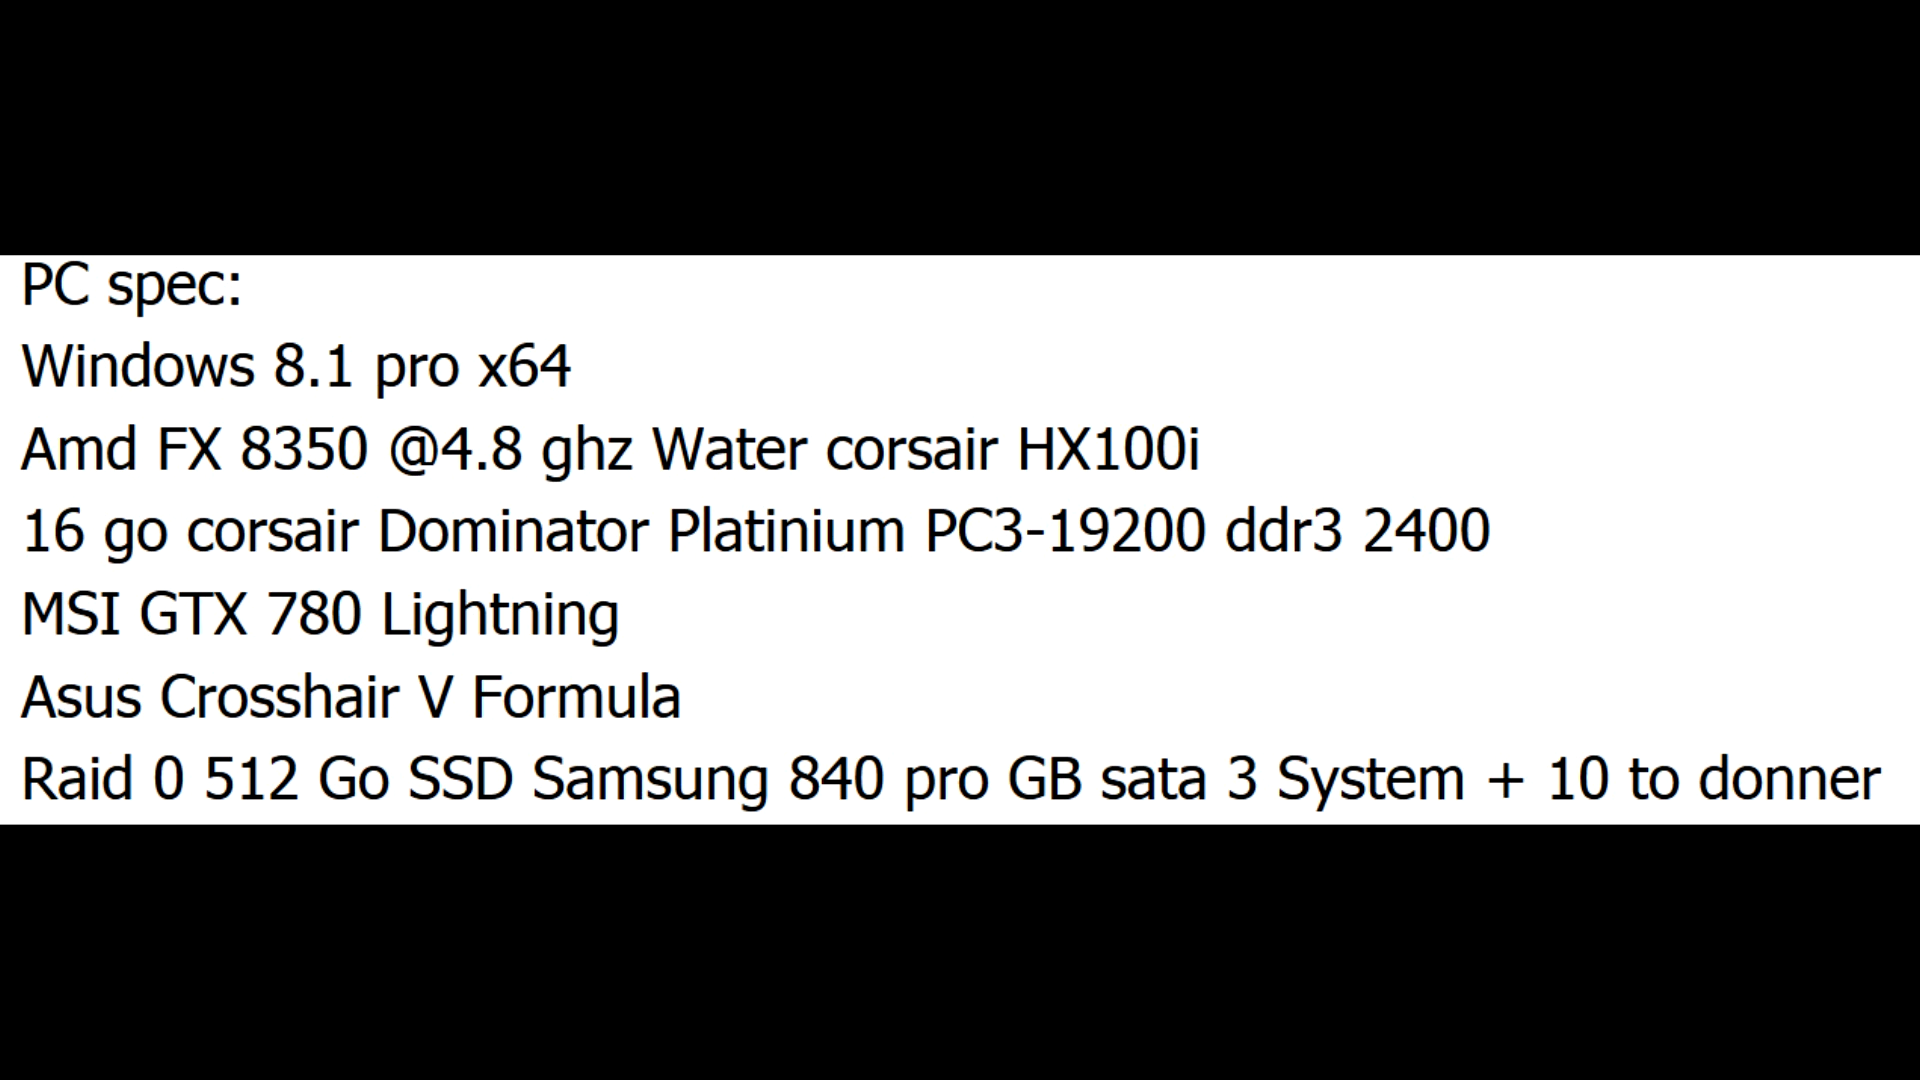 PC spec:
Windows 8.1 pro x64
Amd FX 8350 @4.8 ghz Water corsair HX100i
16 go corsair Dominator Platinium PC3-19200 ddr3 2400
MSI GTX 780 Lightning
Asus Crosshair V Formula
Raid 0 512 Go SSD Samsung 840 pro GB sata 3 System + 10 to donner